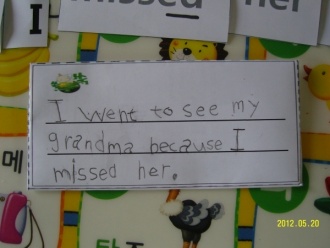 I
missed her
I went to see my
grandma because I
missed her.
메
2012.05.20